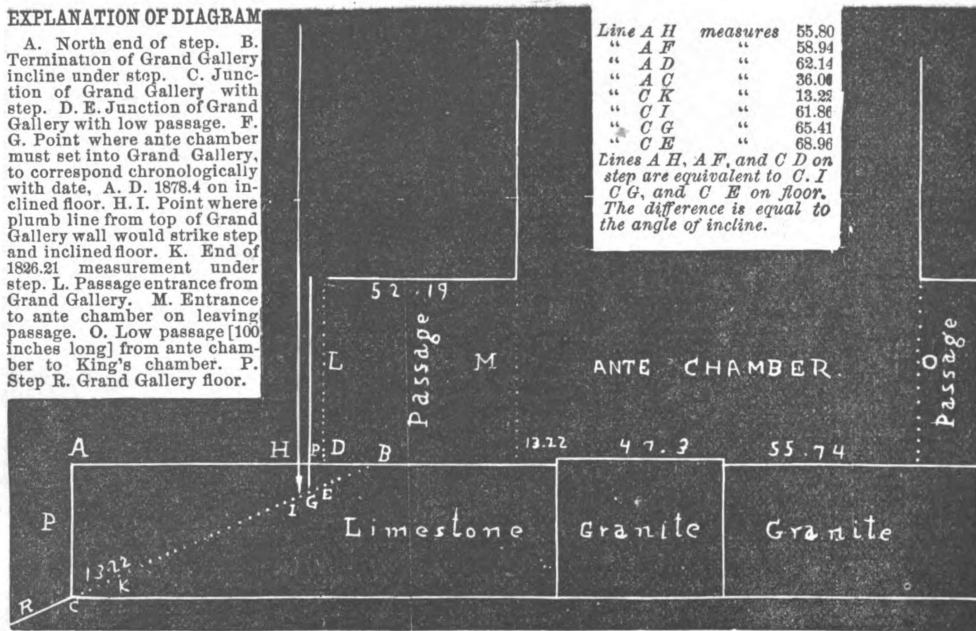 EXPLANATION OF DIAGRAM
A. North end of step. B.
Termination of Grand Gallery
incline under step. C. Junc-
tion of Grand Gallery with
step. D. E. Junction of Grand
Gallery with low passage. F.
G. Point where ante chamber
must set into Grand Gallery,
to correspond chronologically
with date, A. D. 1878.4 on in-
clined floor. H. I. Point where
plumb line from top of Grand
Gallery wall would strike step
and inclined floor. K. End of
1826.21 measurement under
step. L. Passage entrance from
Grand Gallery. M. Entrance
to ante chamber on leaving
passage. O. Low passage [100
inches long] from ante cham-
ber to King's chamber. P.
Step R. Grand Gallery floor.
Line A H measures 55.80
“ A F “ 58.94
“ A D “ 62.14
“ A C “ 36.00
“ C K “ 13.22
“ C I “ 61.86
“ C G “ 65.41
“ C E “ 68.96
Lines A H, A F, and C D on
step are equivalent to C. I
C G, and C E on floor.
The difference is equal to
the angle of incline.
52.19
L
Passage
M
ANTE CHAMBER
O
Passage
A
H
P
D
B
13.22
47.3
55.74
P
I
G
E
Limestone
Granite
Granite
13.22
K
R
C